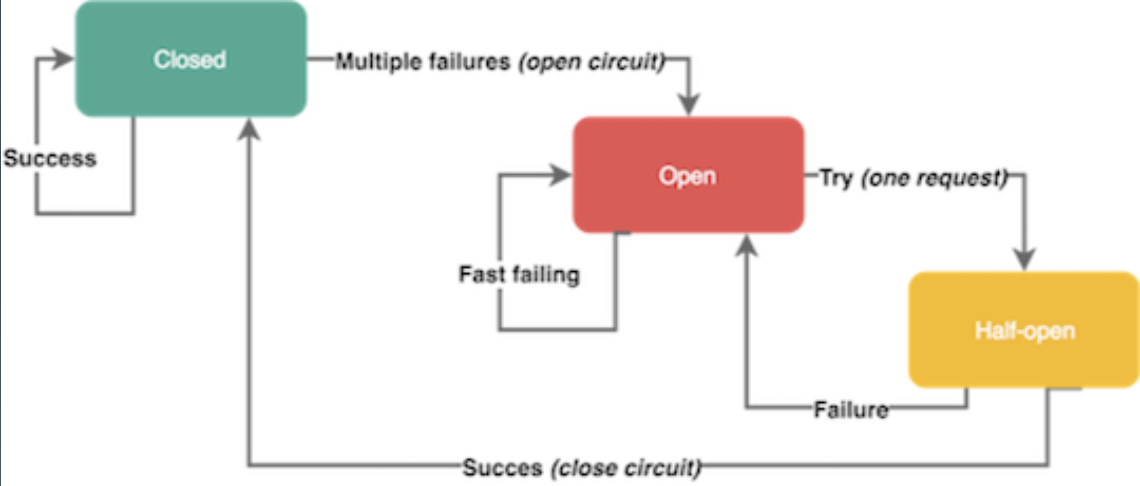 Closed
Multiple failures (open circuit)
Success
Open
Try (one request)
Fast failing
Half-open
Failure
Succes (close circuit)